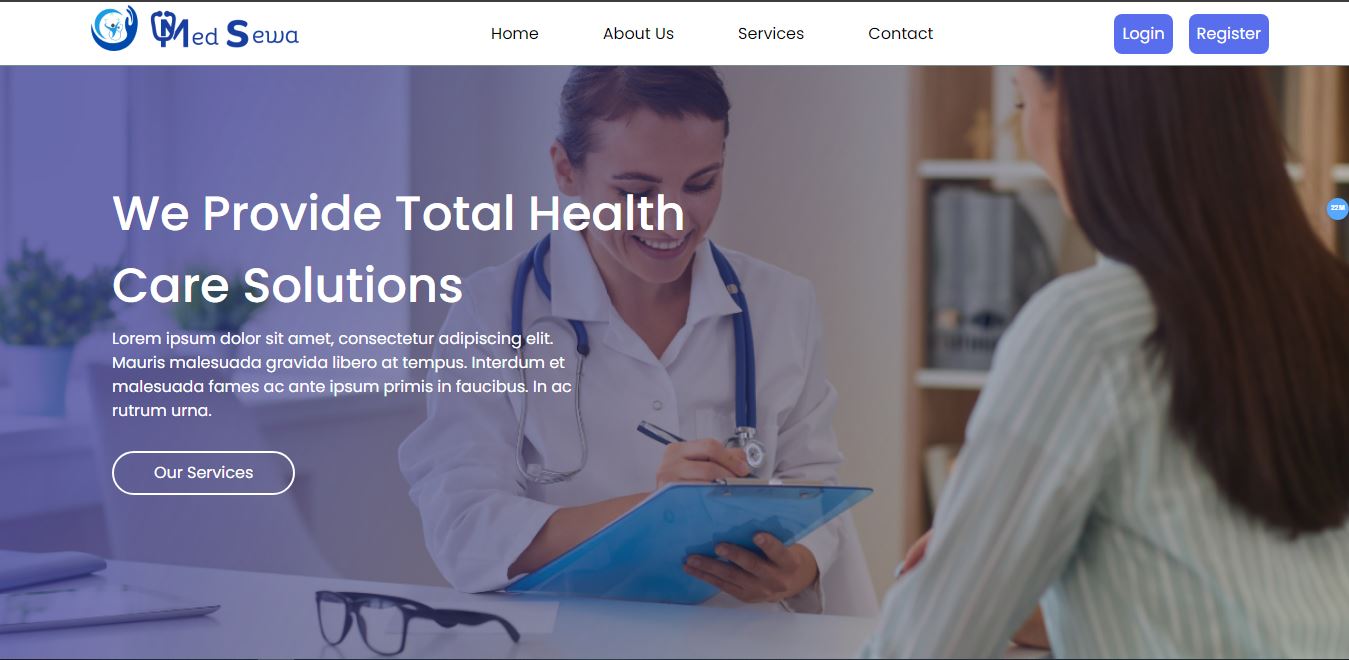 Med Sewa
Home
About Us
Services
Contact
Login
Register
We Provide Total Health
Care Solutions
Lorem ipsum dolor sit amet, consectetur adipiscing elit.
Mauris malesuada gravida libero at tempus. Interdum et
malesuada fames ac ante ipsum primis in faucibus. In ac
rutrum urna.
Our Services